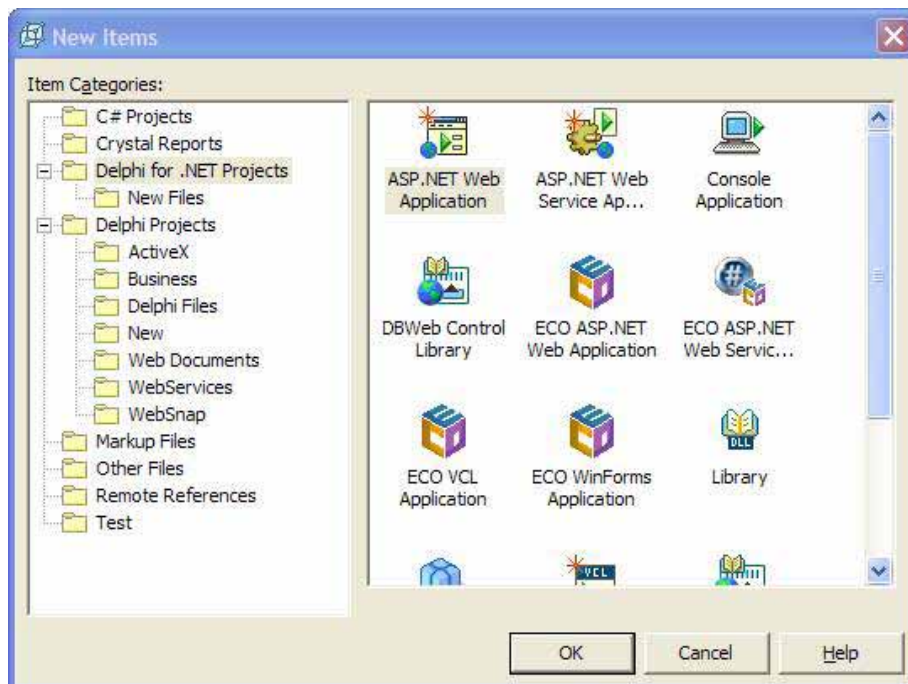 New Items
Item Categories:
C# Projects
Crystal Reports
Delphi for .NET Projects
New Files
Delphi Projects
ActiveX
Business
Delphi Files
New
Web Documents
WebServices
WebSnap
Markup Files
Other Files
Remote References
Test
ASP.NET Web
Application
ASP.NET Web
Service Ap...
Console
Application
DBWeb Control
Library
ECO ASP.NET
Web Application
ECO ASP.NET
Web Servic...
ECO VCL
Application
ECO WinForms
Application
DLL
Library
VCL
OK
Cancel
Help